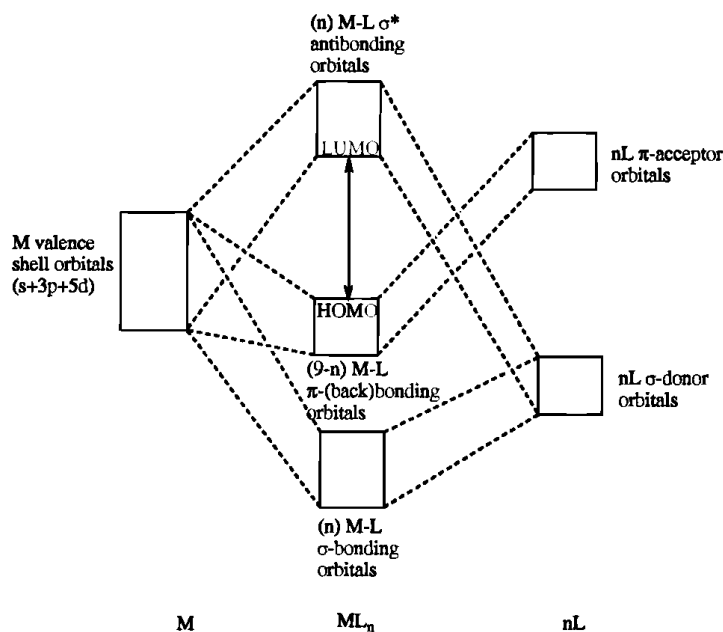 (n) M-L σ*
antibonding
orbitals
LUMO
nL π-acceptor
orbitals
M valence
shell orbitals
(s+3p+5d)
HOMO
(9-n) M-L
π-(back)bonding
orbitals
nL σ-donor
orbitals
(n) M-L
σ-bonding
orbitals
M
MLₙ
nL